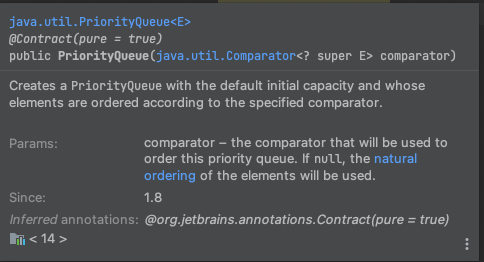 java.util.PriorityQueue<E>
@Contract(pure = true)
public PriorityQueue(java.util.Comparator<? super E> comparator)
Creates a PriorityQueue with the default initial capacity and whose
elements are ordered according to the specified comparator.
Params: comparator – the comparator that will be used to
order this priority queue. If null, the natural
ordering of the elements will be used.
Since: 1.8
Inferred annotations: @org.jetbrains.annotations.Contract(pure = true)
< 14 >